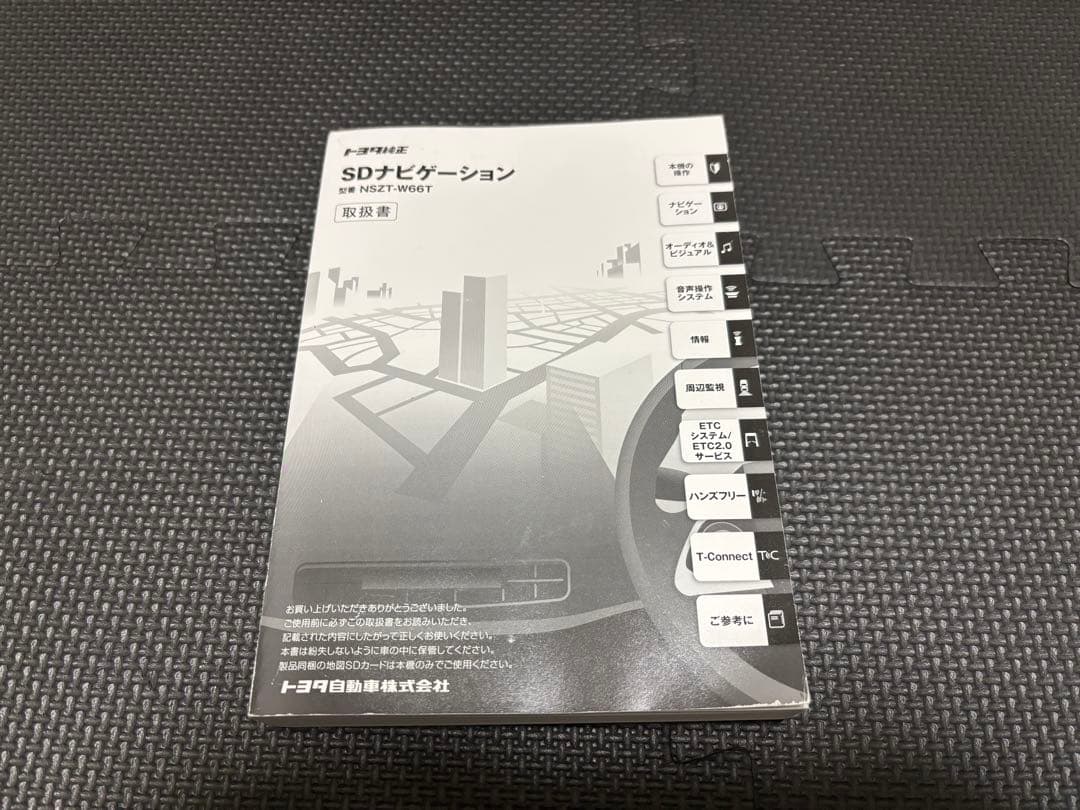 トヨタ純正
SDナビゲーション
型番 NSZT-W66T
取扱書
本機の
操作
ナビゲー
ション
オーディオ&
ビジュアル
音声操作
システム
情報
周辺監視
ETC
システム/
ETC2.0
サービス
ハンズフリー
T-Connect
ご参考に
お買い上げいただきありがとうございました。
ご使用前に必ずこの取扱書をお読みいただき、
記載された内容にしたがって正しくお使いください。
本書は紛失しないように車の中に保管してください。
製品同梱の地図SDカードは本機のみでご使用ください。
トヨタ自動車株式会社